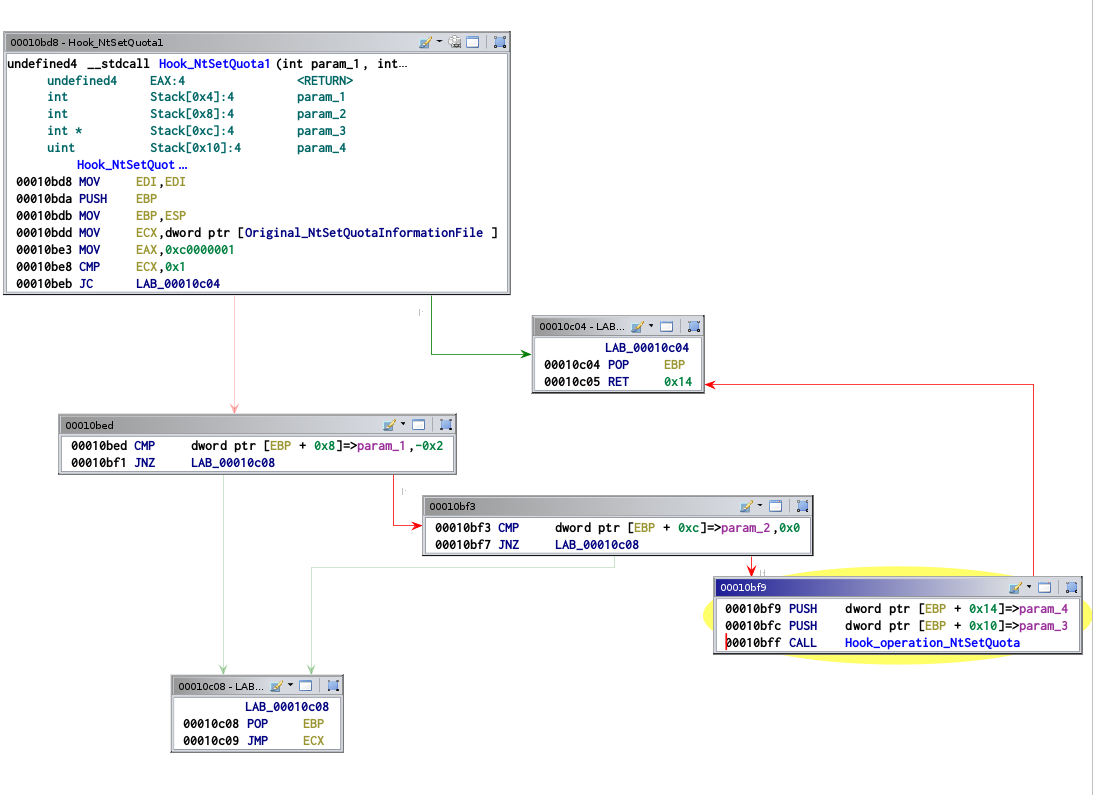 00010bd8 - Hook_NtSetQuota1
undefined4 __stdcall Hook_NtSetQuota1 (int param_1, int...
undefined4 EAX:4 <RETURN>
int Stack[0x4]:4 param_1
int Stack[0x8]:4 param_2
int * Stack[0xc]:4 param_3
uint Stack[0x10]:4 param_4
Hook_NtSetQuot ...
00010bd8 MOV EDI,EDI
00010bda PUSH EBP
00010bdb MOV EBP,ESP
00010bdd MOV ECX,dword ptr [Original_NtSetQuotaInformationFile ]
00010be3 MOV EAX,0xc0000001
00010be8 CMP ECX,0x1
00010beb JC LAB_00010c04
00010c04 - LAB...
LAB_00010c04
00010c04 POP EBP
00010c05 RET 0x14
00010bed
00010bed CMP dword ptr [EBP + 0x8]=>param_1,-0x2
00010bf1 JNZ LAB_00010c08
00010bf3
00010bf3 CMP dword ptr [EBP + 0xc]=>param_2,0x0
00010bf7 JNZ LAB_00010c08
00010bf9
00010bf9 PUSH dword ptr [EBP + 0x14]=>param_4
00010bfc PUSH dword ptr [EBP + 0x10]=>param_3
00010bff CALL Hook_operation_NtSetQuota
00010c08 - LAB...
LAB_00010c08
00010c08 POP EBP
00010c09 JMP ECX